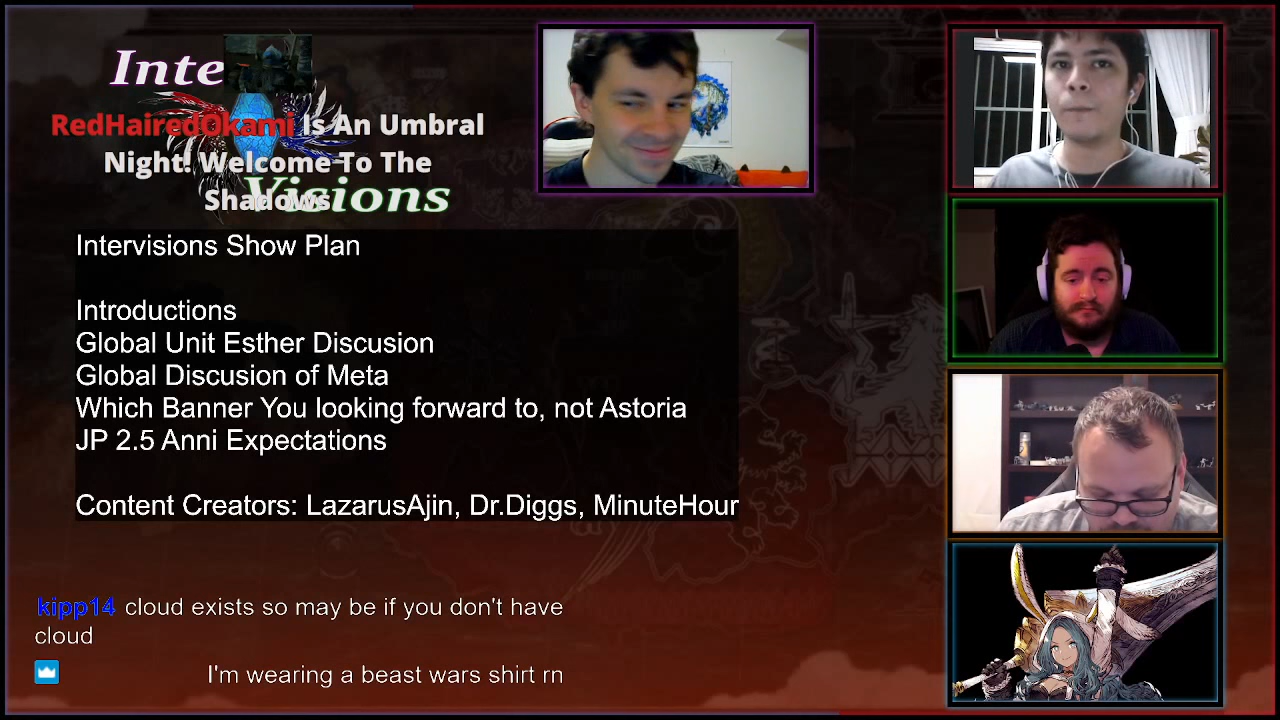 Inte
RedHairedOkami Is An Umbral
Night! Welcome To The
Shadows
Visions
Intervisions Show Plan
Introductions
Global Unit Esther Discusion
Global Discusion of Meta
Which Banner You looking forward to, not Astoria
JP 2.5 Anni Expectations
Content Creators: LazarusAjin, Dr.Diggs, MinuteHour
kipp14 cloud exists so may be if you don't have
cloud
I'm wearing a beast wars shirt rn